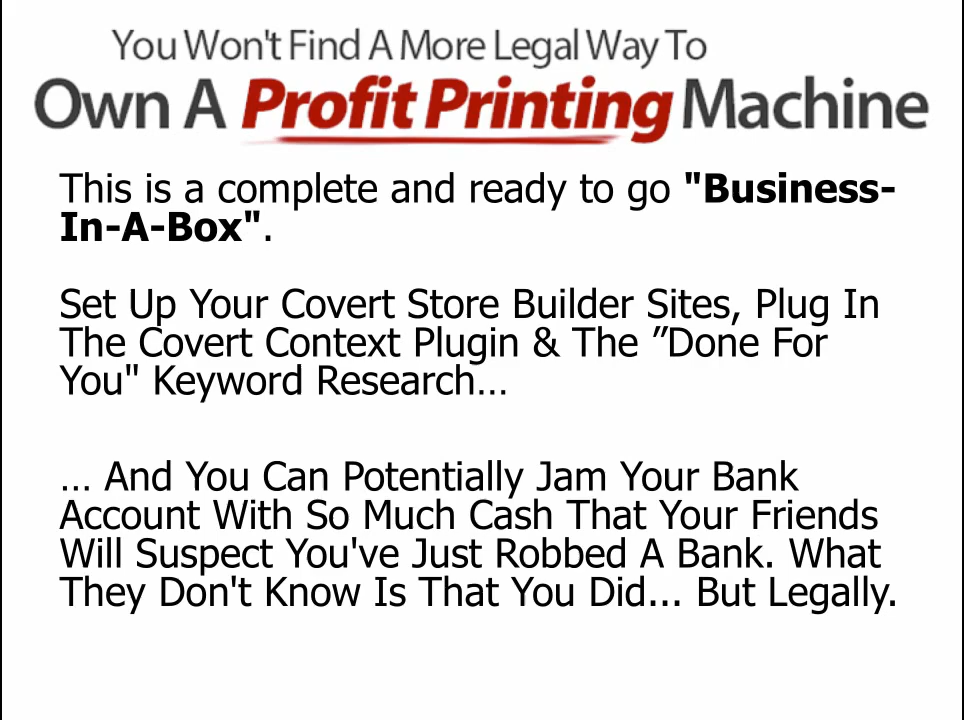 You Won't Find A More Legal Way To
Own A Profit Printing Machine
This is a complete and ready to go "Business-
In-A-Box".
Set Up Your Covert Store Builder Sites, Plug In
The Covert Context Plugin & The ”Done For
You" Keyword Research…
… And You Can Potentially Jam Your Bank
Account With So Much Cash That Your Friends
Will Suspect You've Just Robbed A Bank. What
They Don't Know Is That You Did... But Legally.